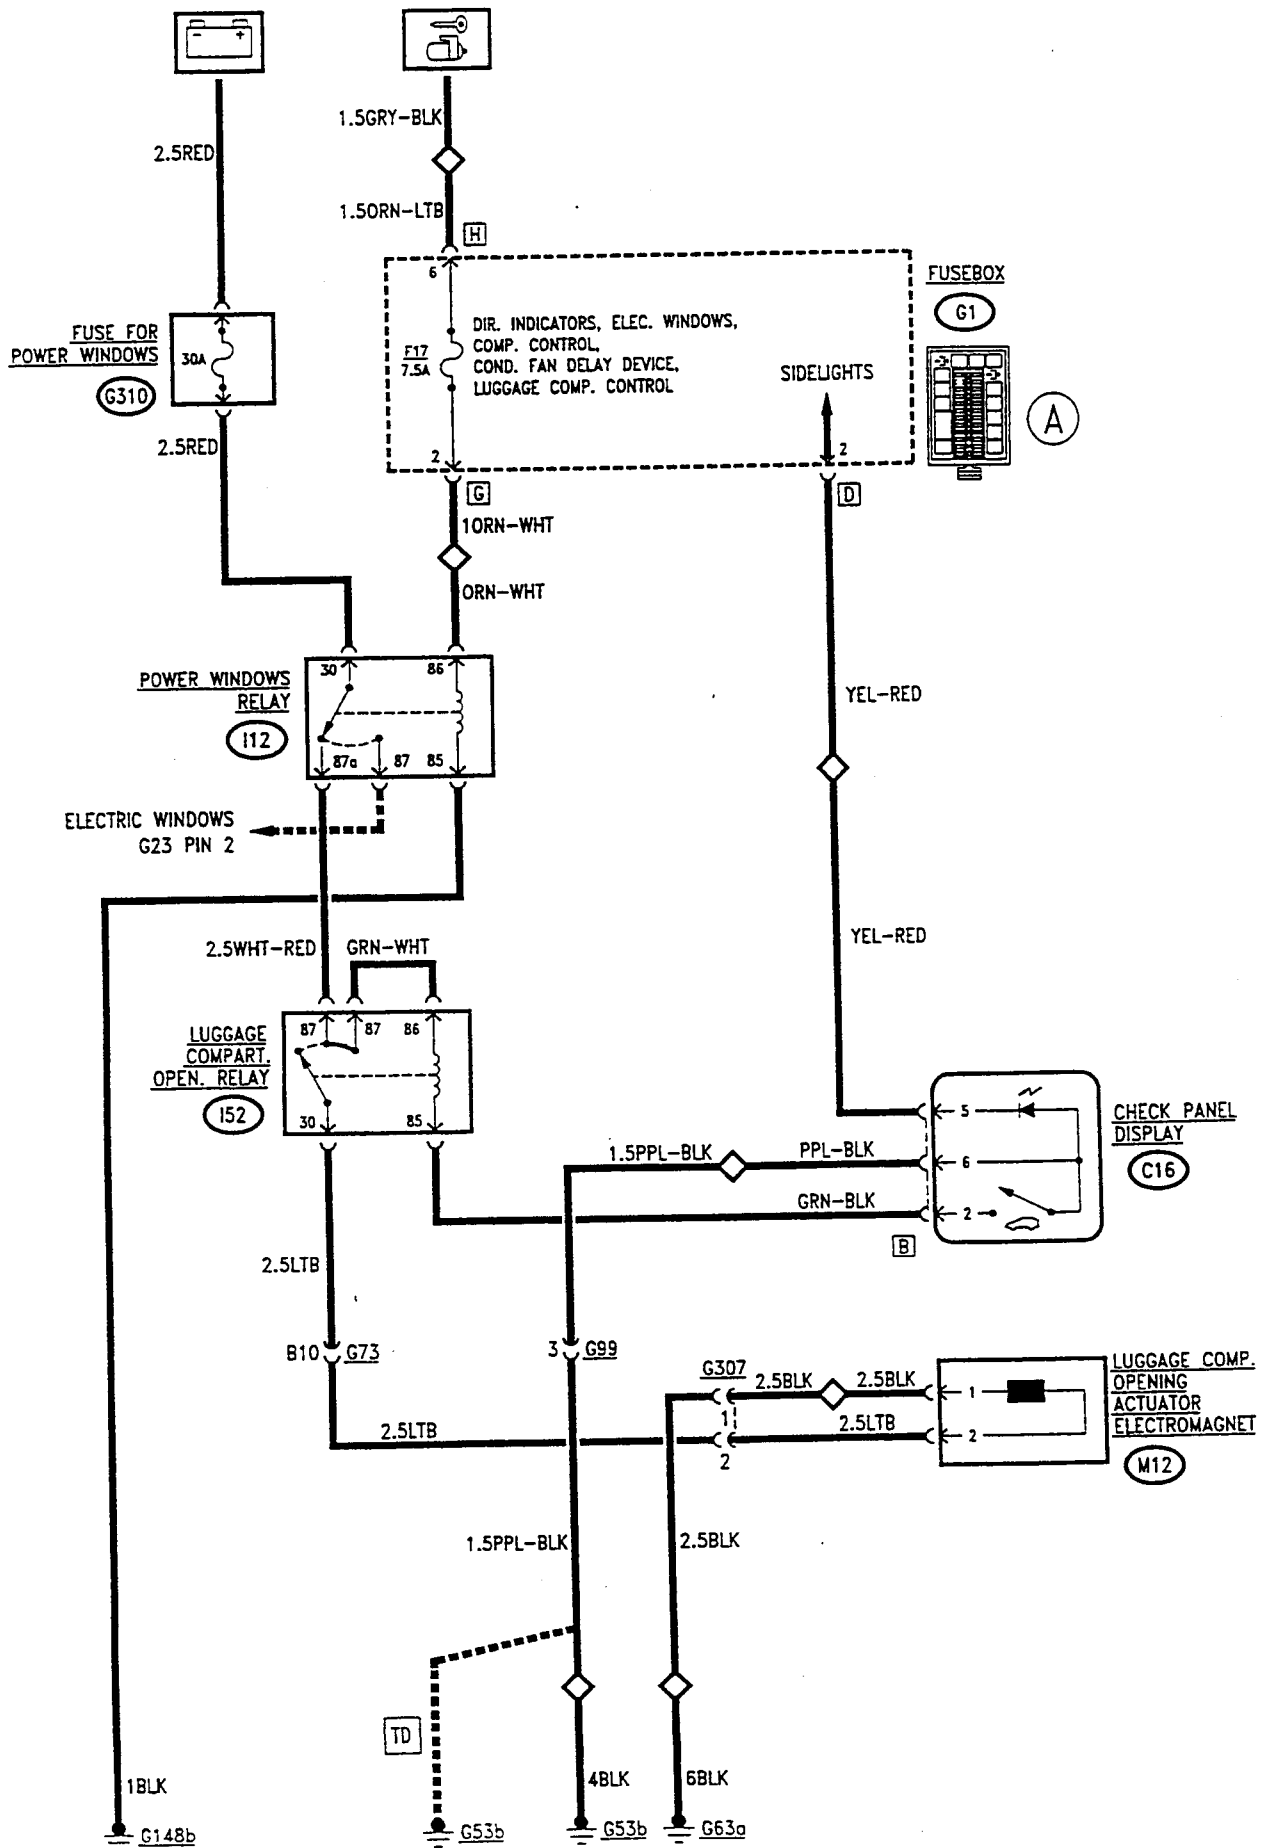 - +
1.5GRY-BLK
2.5RED
1.5ORN-LTB
H
6
FUSEBOX
G1
FUSE FOR
POWER WINDOWS
G310
30A
F17
7.5A
DIR. INDICATORS, ELEC. WINDOWS,
COMP. CONTROL,
COND. FAN DELAY DEVICE,
LUGGAGE COMP. CONTROL
SIDELIGHTS
A
2.5RED
2
G
2
D
1ORN-WHT
ORN-WHT
POWER WINDOWS
RELAY
I12
30
86
87a
87
85
YEL-RED
ELECTRIC WINDOWS
G23 PIN 2
2.5WHT-RED
GRN-WHT
YEL-RED
LUGGAGE
COMPART.
OPEN. RELAY
I52
87
87
86
30
85
5
6
2
CHECK PANEL
DISPLAY
C16
1.5PPL-BLK
PPL-BLK
GRN-BLK
B
2.5LTB
B10
G73
3
G99
G307
2.5BLK
2.5BLK
1
2
2.5LTB
2.5LTB
1
2
LUGGAGE COMP.
OPENING
ACTUATOR
ELECTROMAGNET
M12
1.5PPL-BLK
2.5BLK
TD
1BLK
4BLK
6BLK
G148b
G53b
G53b
G63a